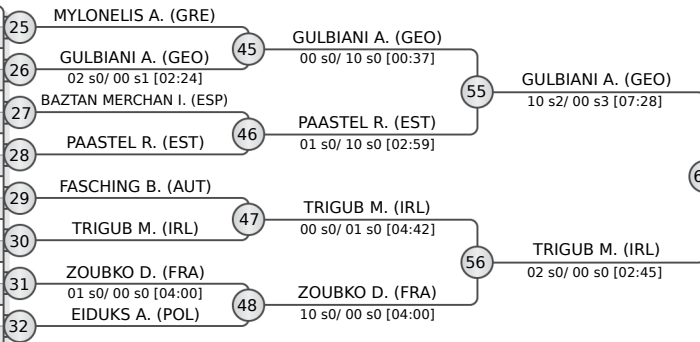 25
MYLONELIS A. (GRE)
26
GULBIANI A. (GEO)
02 s0/ 00 s1 [02:24]
45
GULBIANI A. (GEO)
00 s0/ 10 s0 [00:37]
27
BAZTAN MERCHAN I. (ESP)
28
PAASTEL R. (EST)
46
PAASTEL R. (EST)
01 s0/ 10 s0 [02:59]
55
GULBIANI A. (GEO)
10 s2/ 00 s3 [07:28]
29
FASCHING B. (AUT)
30
TRIGUB M. (IRL)
47
TRIGUB M. (IRL)
00 s0/ 01 s0 [04:42]
31
ZOUBKO D. (FRA)
01 s0/ 00 s0 [04:00]
32
EIDUKS A. (POL)
48
ZOUBKO D. (FRA)
10 s0/ 00 s0 [04:00]
56
TRIGUB M. (IRL)
02 s0/ 00 s0 [02:45]